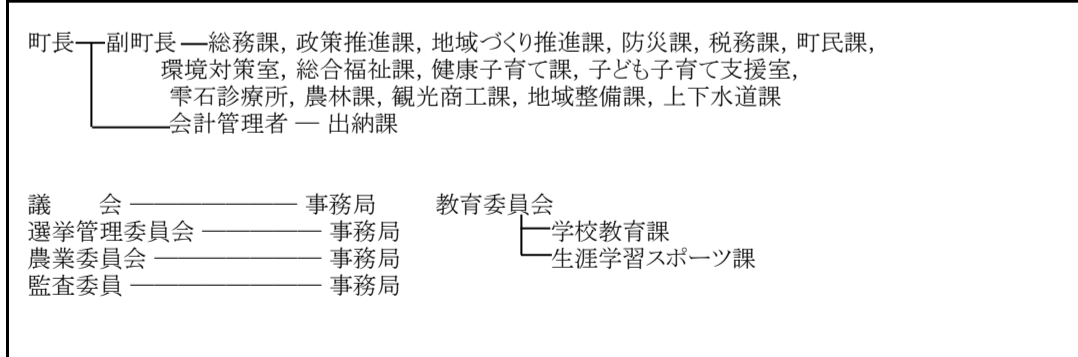 町長 副町長 総務課, 政策推進課, 地域づくり推進課, 防災課, 税務課, 町民課,
環境対策室, 総合福祉課, 健康子育て課, 子ども子育て支援室,
雫石診療所, 農林課, 観光商工課, 地域整備課, 上下水道課
会計管理者 ― 出納課
議　　会 ――――――― 事務局
選挙管理委員会 ――――― 事務局
農業委員会 ――――――― 事務局
監査委員 ―――――――― 事務局
教育委員会
学校教育課
生涯学習スポーツ課